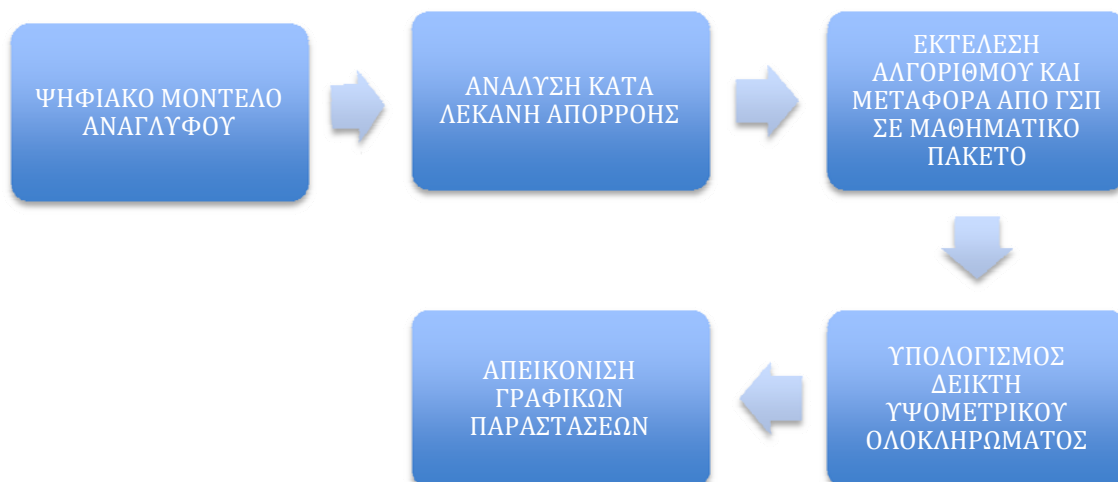 ΨΗΦΙΑΚΟ ΜΟΝΤΕΛΟ
ΑΝΑΓΛΥΦΟΥ
ΑΝΑΛΥΣΗ ΚΑΤΑ
ΛΕΚΑΝΗ ΑΠΟΡΡΟΗΣ
ΕΚΤΕΛΕΣΗ
ΑΛΓΟΡΙΘΜΟΥ ΚΑΙ
ΜΕΤΑΦΟΡΑ ΑΠΟ ΓΣΠ
ΣΕ ΜΑΘΗΜΑΤΙΚΟ
ΠΑΚΕΤΟ
ΥΠΟΛΟΓΙΣΜΟΣ
ΔΕΙΚΤΗ
ΥΨΟΜΕΤΡΙΚΟΥ
ΟΛΟΚΛΗΡΩΜΑΤΟΣ
ΑΠΕΙΚΟΝΙΣΗ
ΓΡΑΦΙΚΩΝ
ΠΑΡΑΣΤΑΣΕΩΝ